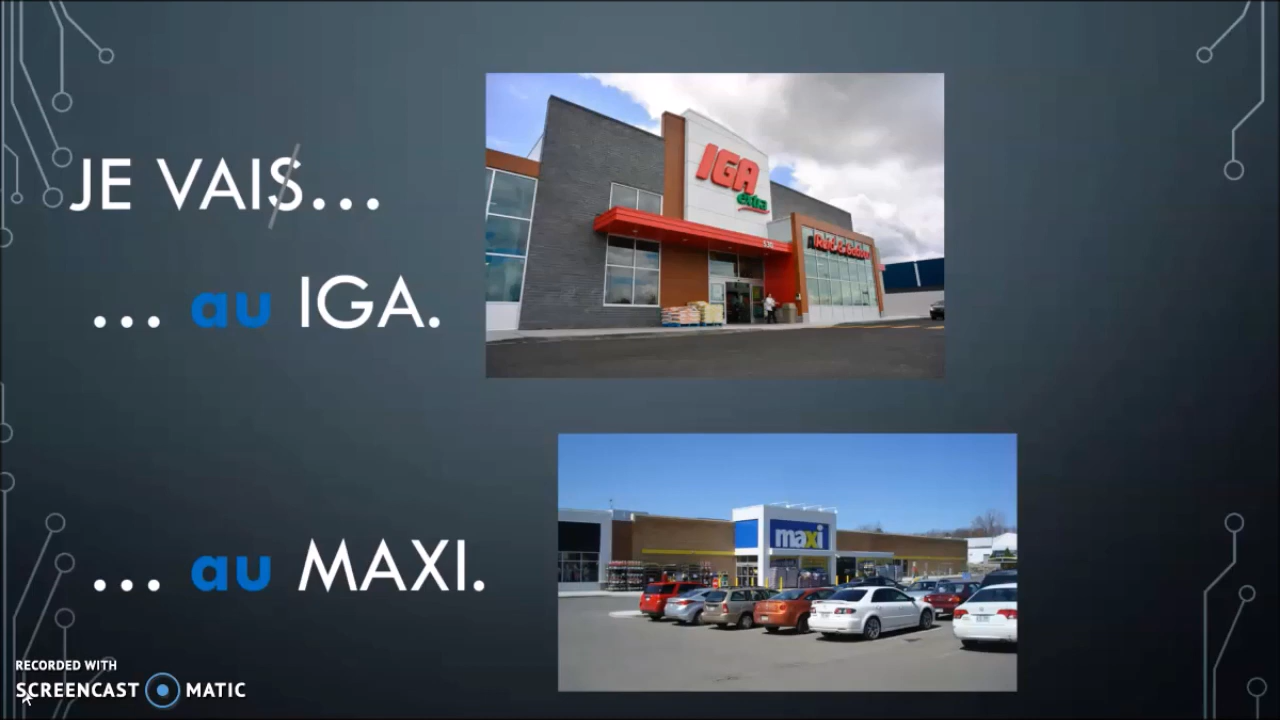 JE VAIS...
... au IGA.
IGA
extra
... au MAXI.
maxi
RECORDED WITH
SCREENCAST MATIC